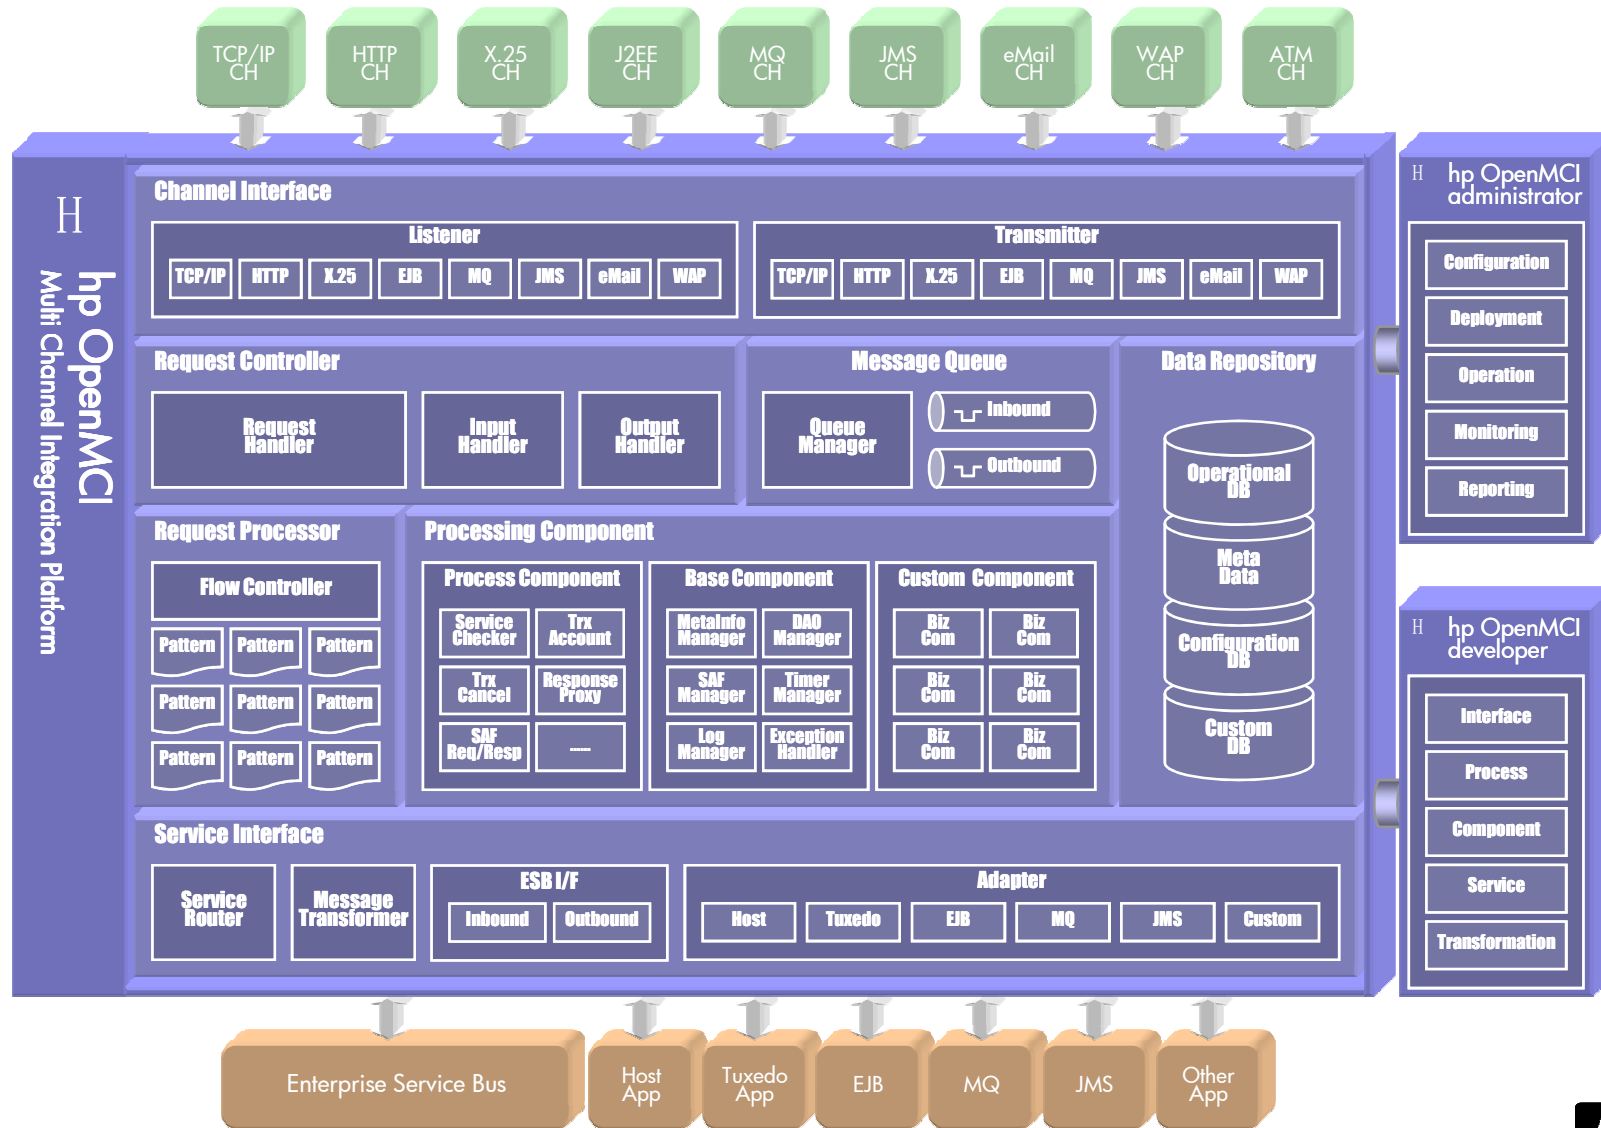 TCP/IP
CH
HTTP
CH
X.25
CH
J2EE
CH
MQ
CH
JMS
CH
eMail
CH
WAP
CH
ATM
CH
H
hp OpenMCI
Multi Channel Integration Platform
Channel Interface
Listener
TCP/IP
HTTP
X.25
EJB
MQ
JMS
eMail
WAP
Transmitter
TCP/IP
HTTP
X.25
EJB
MQ
JMS
eMail
WAP
Request Controller
Request
Handler
Input
Handler
Output
Handler
Message Queue
Queue
Manager
Inbound
Outbound
Data Repository
Operational
DB
Meta
Data
Configuration
DB
Custom
DB
Request Processor
Flow Controller
Pattern
Pattern
Pattern
Pattern
Pattern
Pattern
Pattern
Pattern
Pattern
Processing Component
Process Component
Service
Checker
Trx
Account
Trx
Cancel
Response
Proxy
SAF
Req/Resp
......
Base Component
MetaInfo
Manager
DAO
Manager
SAF
Manager
Timer
Manager
Log
Manager
Exception
Handler
Custom Component
Biz
Com
Biz
Com
Biz
Com
Biz
Com
Biz
Com
Biz
Com
Service Interface
Service
Router
Message
Transformer
ESB I/F
Inbound
Outbound
Adapter
Host
Tuxedo
EJB
MQ
JMS
Custom
H
hp OpenMCI
administrator
Configuration
Deployment
Operation
Monitoring
Reporting
H
hp OpenMCI
developer
Interface
Process
Component
Service
Transformation
Enterprise Service Bus
Host
App
Tuxedo
App
EJB
MQ
JMS
Other
App